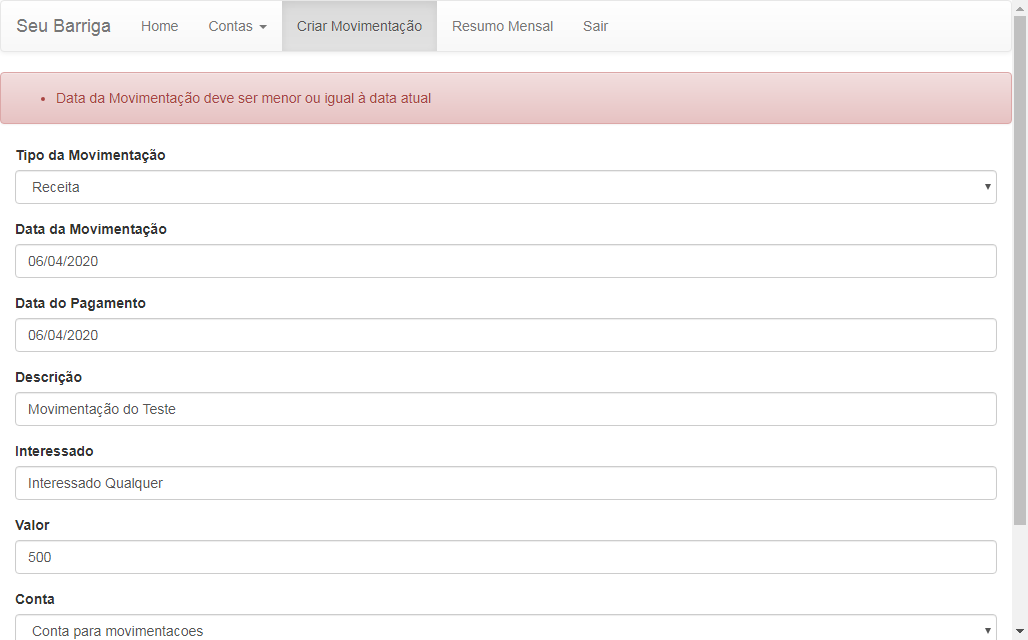 Seu Barriga Home Contas Criar Movimentação Resumo Mensal Sair
Data da Movimentação deve ser menor ou igual à data atual
Tipo da Movimentação
Receita
Data da Movimentação
06/04/2020
Data do Pagamento
06/04/2020
Descrição
Movimentação do Teste
Interessado
Interessado Qualquer
Valor
500
Conta
Conta para movimentacoes